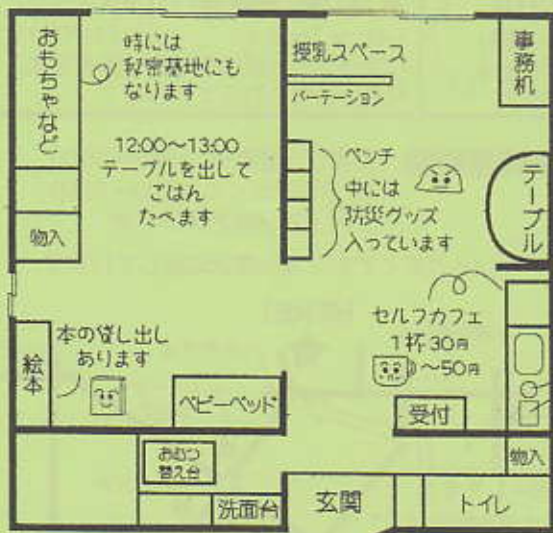 おもちゃなど
時には
秘密基地にも
なります
12:00〜13:00
テーブルを出して
ごはん
たべます
物入
授乳スペース
パーテーション
事務机
ベンチ
中には
防災グッズ
入っています
テーブル
セルフカフェ
1杯30円
〜50円
絵本
本の貸し出し
あります
ベビーベッド
受付
おむつ
替え台
洗面台
玄関
トイレ
物入